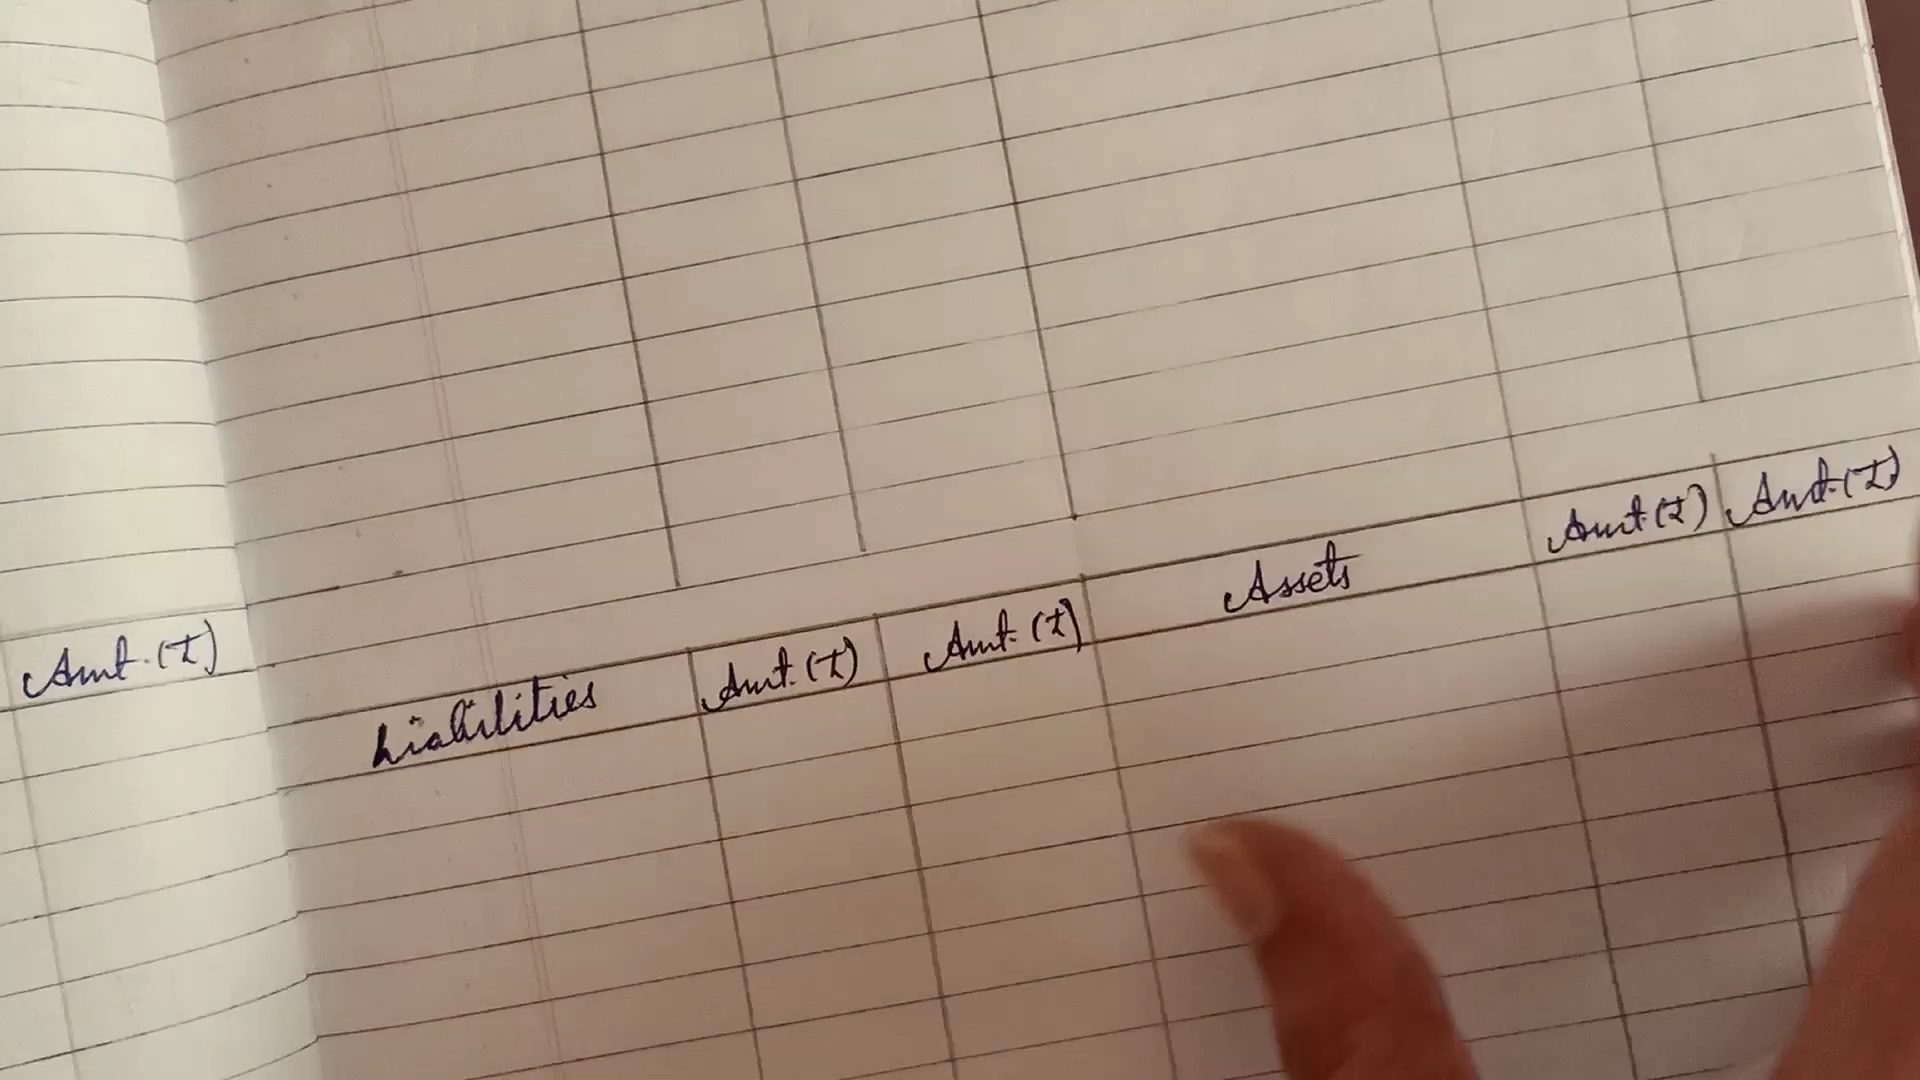 Amt. (₹)
Liabilities Amt. (₹) Amt. (₹) Assets Amt (₹) Amt. (₹)